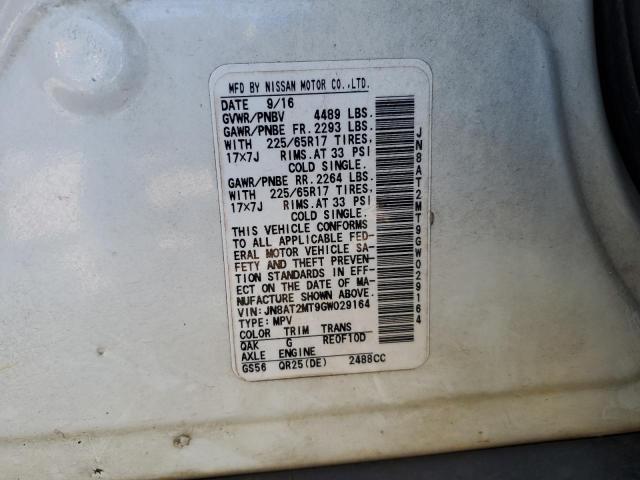 MFD BY NISSAN MOTOR CO.,LTD.
DATE 9/16
GVWR/PNBV 4489 LBS.
GAWR/PNBE FR. 2293 LBS.
WITH 225/65R17 TIRES,
17x7J RIMS.AT 33 PSI
COLD SINGLE.
GAWR/PNBE RR. 2264 LBS.
WITH 225/65R17 TIRES.
17x7J RIMS.AT 33 PSI
COLD SINGLE.
THIS VEHICLE CONFORMS
TO ALL APPLICABLE FED-
ERAL MOTOR VEHICLE SA-
FETY AND THEFT PREVEN-
TION STANDARDS IN EFF-
ECT ON THE DATE OF MA-
NUFACTURE SHOWN ABOVE.
VIN:JN8AT2MT9GW029164
TYPE:MPV
COLOR TRIM TRANS
QAK G RE0F10D
AXLE ENGINE
GS56 QR25(DE) 2488CC
JN8AT2MT9GW029164